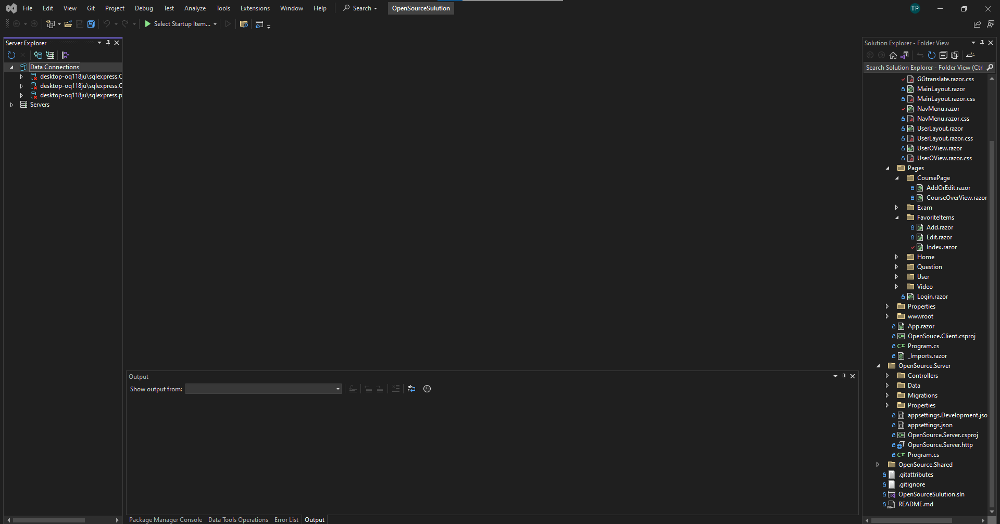 File Edit View Git Project Debug Test Analyze Tools Extensions Window Help Search OpenSourceSulution TP
Select Startup Item...
Server Explorer
Data Connections
desktop-oq118ju\sqlexpress.C
desktop-oq118ju\sqlexpress.C
desktop-oq118ju\sqlexpress.p
Servers
Output
Show output from:
Package Manager Console Data Tools Operations Error List Output
Solution Explorer - Folder View
Search Solution Explorer - Folder View (Ctr
GGtranslate.razor.css
MainLayout.razor
MainLayout.razor.css
NavMenu.razor
NavMenu.razor.css
UserLayout.razor
UserLayout.razor.css
UserOView.razor
UserOView.razor.css
Pages
CoursePage
AddOrEdit.razor
CourseOverView.razor
Exam
FavoriteItems
Add.razor
Edit.razor
Index.razor
Home
Question
User
Video
Login.razor
Properties
wwwroot
App.razor
OpenSouce.Client.csproj
C# Program.cs
_Imports.razor
OpenSource.Server
Controllers
Data
Migrations
Properties
appsettings.Development.jso
appsettings.json
OpenSource.Server.csproj
OpenSource.Server.http
C# Program.cs
OpenSource.Shared
.gitattributes
.gitignore
OpenSourceSulution.sln
README.md